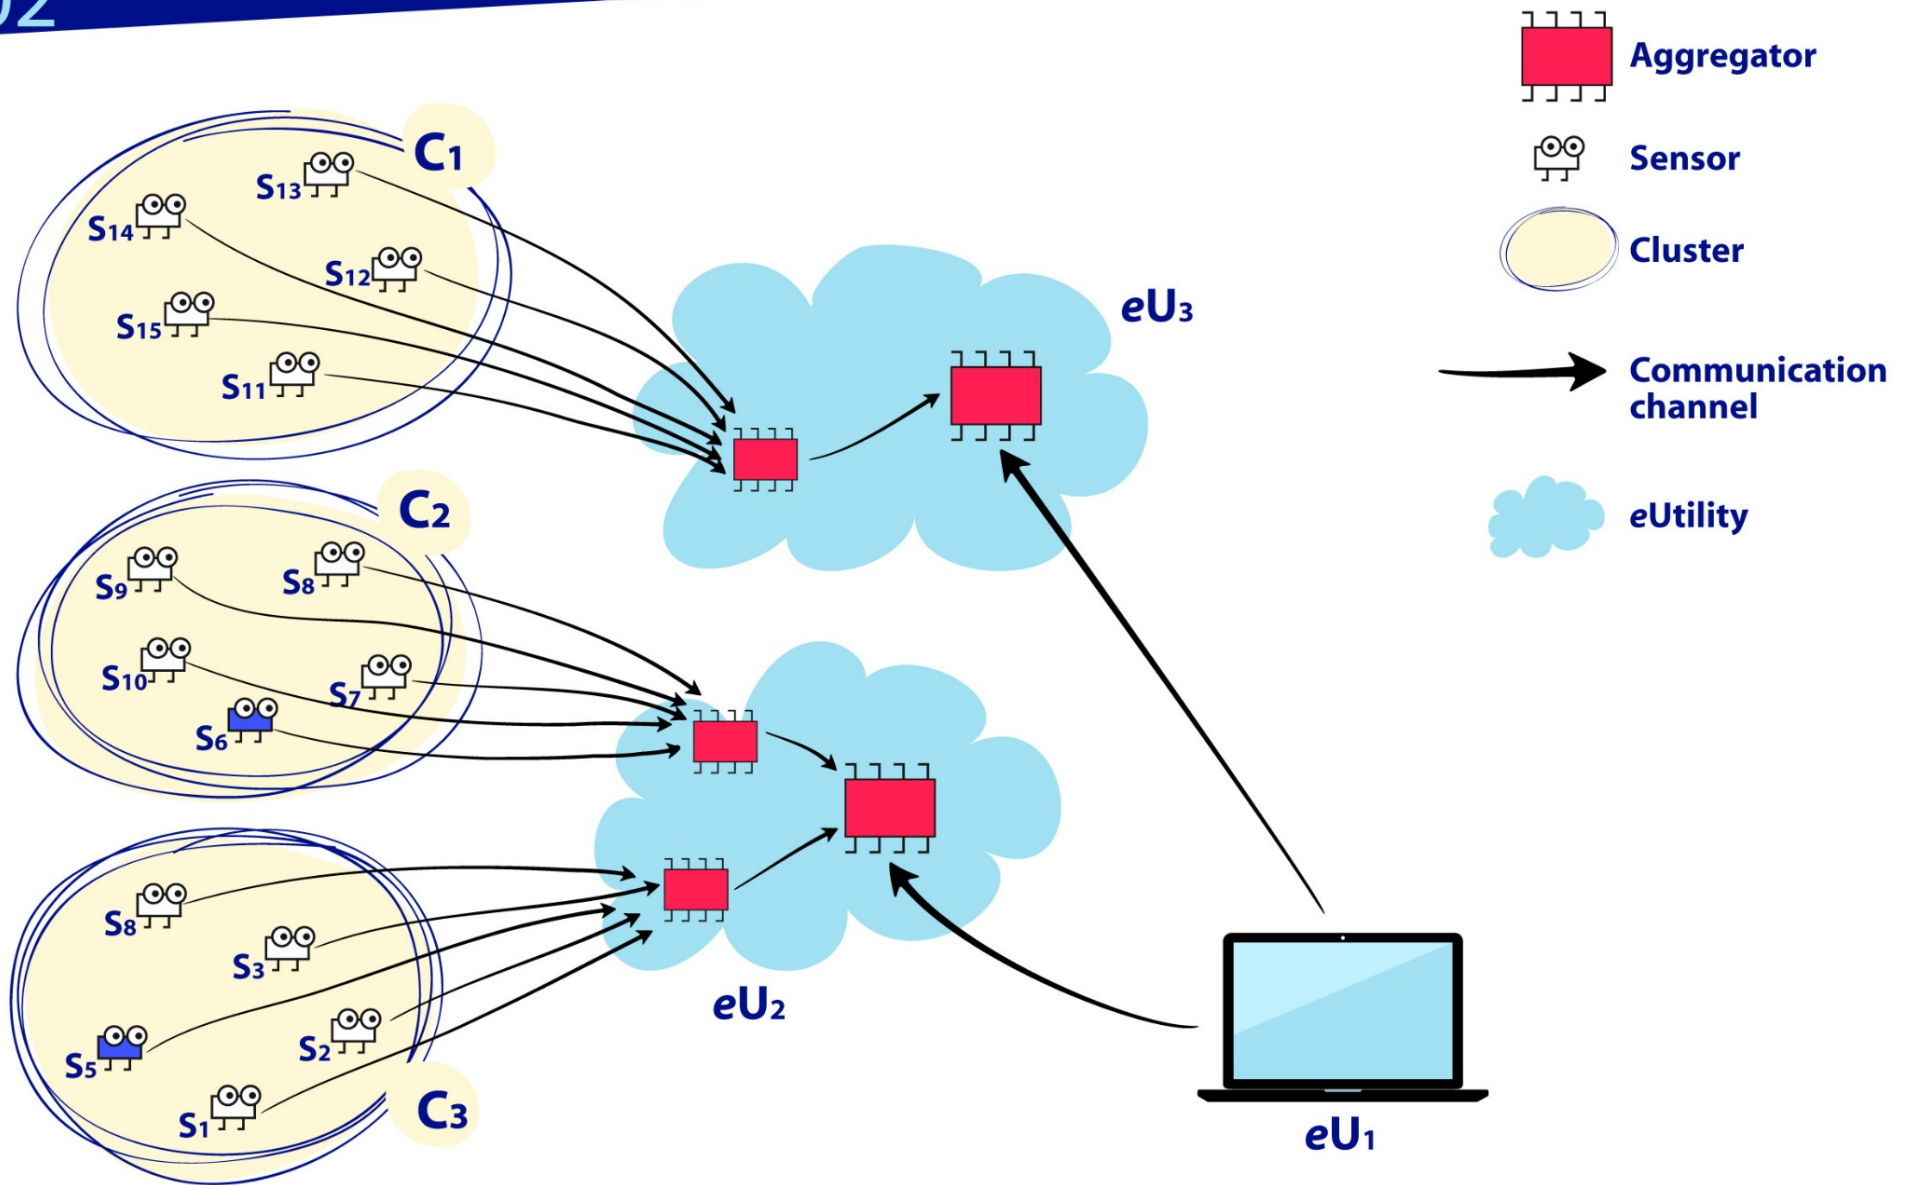 02
Aggregator
Sensor
Cluster
Communication
channel
eUtility
C1
S13
S14
S12
S15
S11
eU3
C2
S9
S8
S10
S7
S6
C3
S8
S3
S5
S2
S1
eU2
eU1